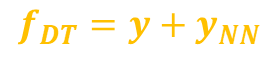 f_DT = y + y_NN